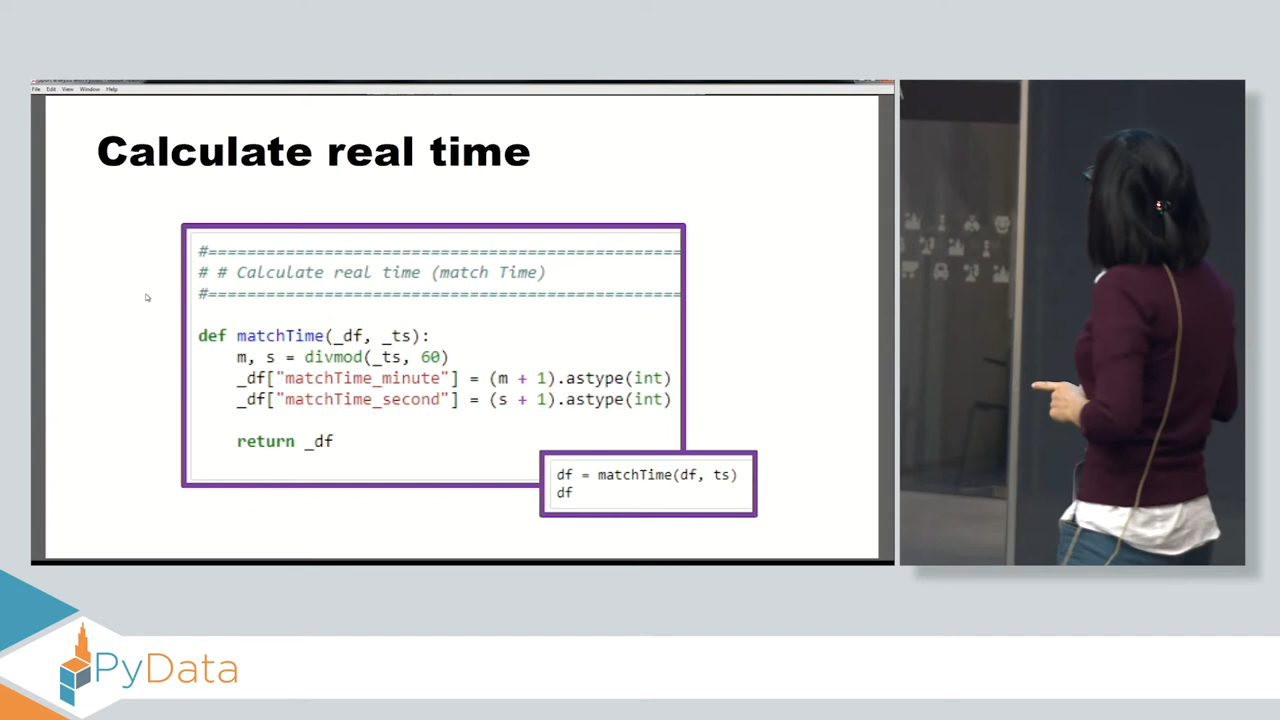 File Edit View Window Help
Calculate real time
#==================================================
# # Calculate real time (match Time)
#==================================================
def matchTime(_df, _ts):
m, s = divmod(_ts, 60)
_df["matchTime_minute"] = (m + 1).astype(int)
_df["matchTime_second"] = (s + 1).astype(int)
return _df
df = matchTime(df, ts)
df
PyData